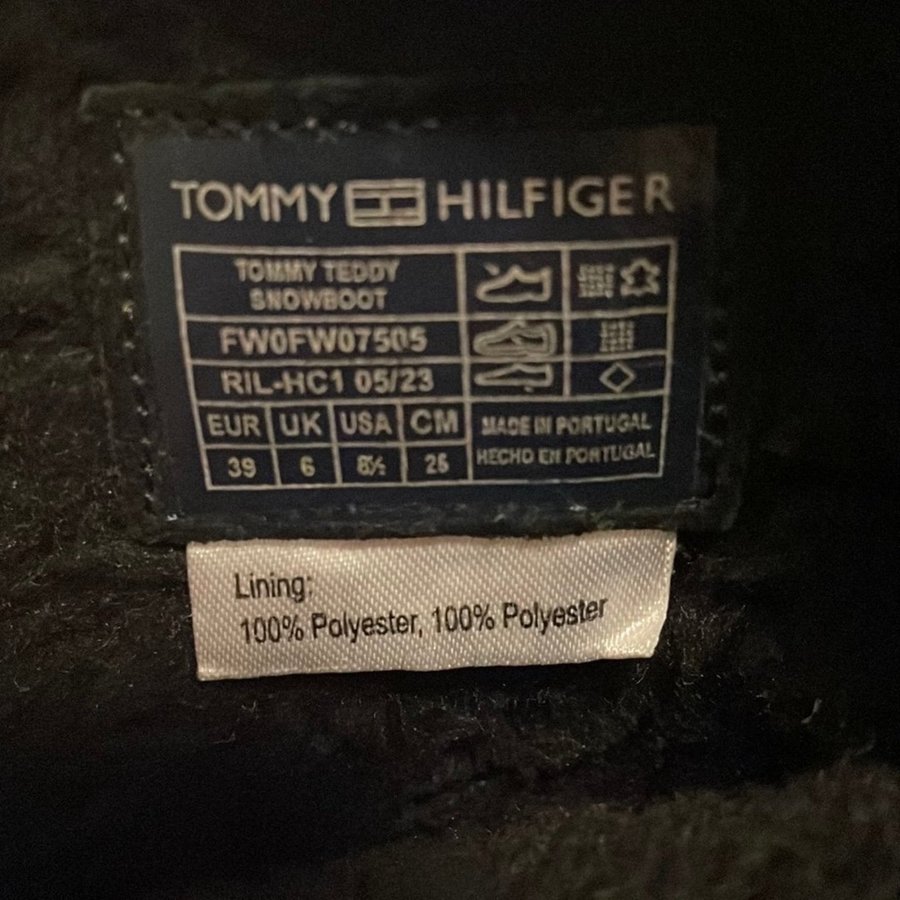 TOMMY HILFIGER
TOMMY TEDDY
SNOWBOOT
FW0FW07505
RIL-HC1 05/23
EUR UK USA CM
39 6 8½ 25
MADE IN PORTUGAL
HECHO EN PORTUGAL
Lining:
100% Polyester, 100% Polyester